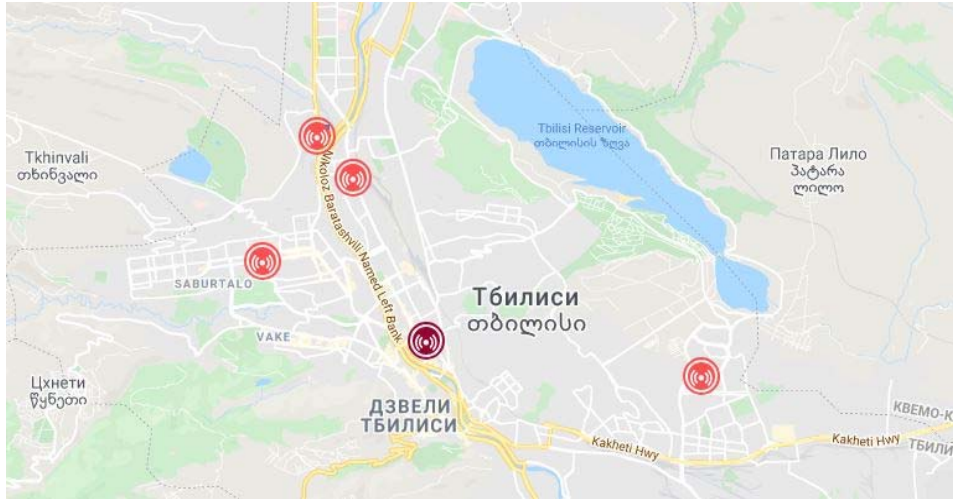 Tbilisi Reservoir
თბილისის ზღვა
Tkhinvali
თხინვალი
Патара Лило
პატარა
ლილო
Nikoloz Baratashvili Named Left Bank
SABURTALO
Тбилиси
თბილისი
VAKE
Цхнети
წყნეთი
ДЗВЕЛИ
ТБИЛИСИ
КВЕМО-К
Kakheti Hwy
Kakheti Hwy
ТБИЛИ